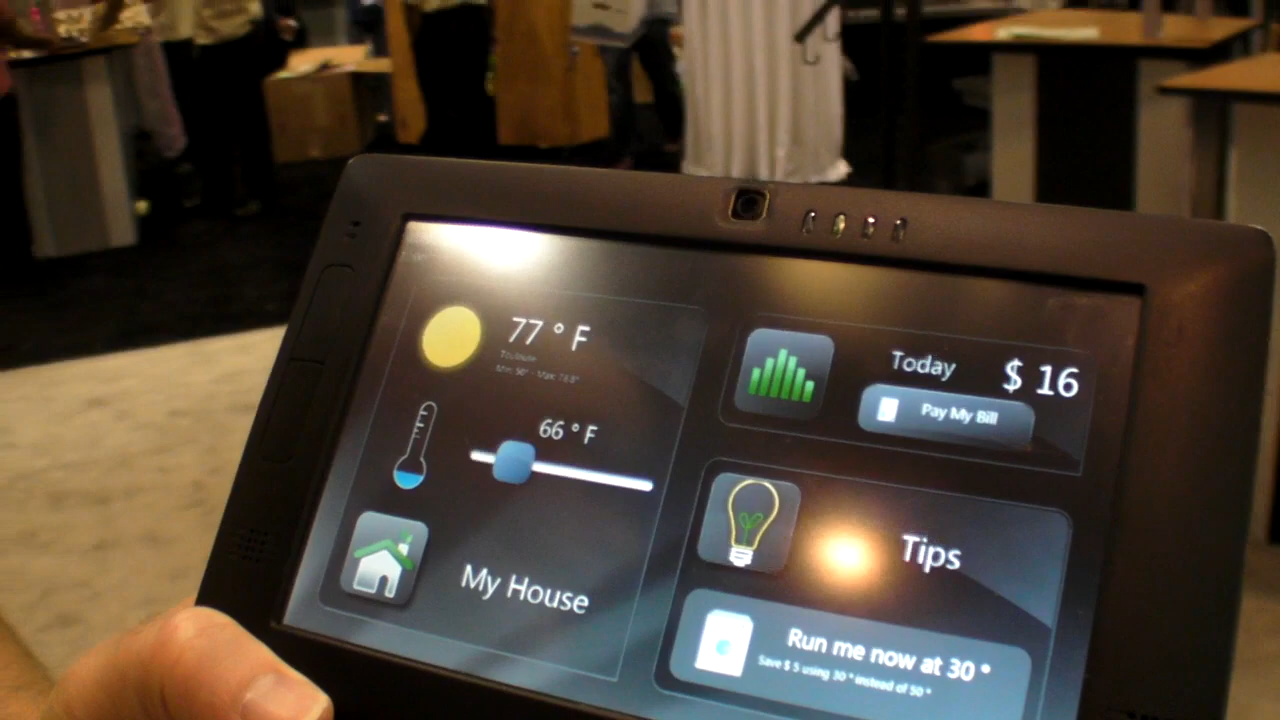 77 ° F
Toulouse
66 ° F
My House
Today
$ 16
Pay My Bill
Tips
Run me now at 30 °
Save $ 5 using 30 ° instead of 50 °